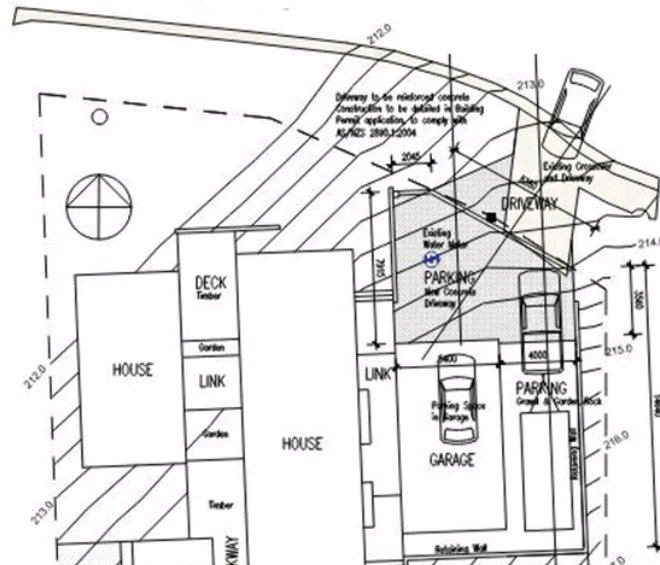 212.0
213.0
Driveway to be reinforced concrete
Construction to be detailed in Building
Permit application, to comply with
AS/NZS 2890.1:2004
2045
Existing Crossover
and Driveway
DRIVEWAY
Existing
Water Meter
214.0
7915
PARKING
New Concrete
Driveway
DECK
Timber
Garden
LINK
Garden
Timber
HOUSE
HOUSE
LINK
4000
215.0
PARKING
Gravel & Garden Rock
Parking Space
in Garage
GARAGE
216.0
Retaining Wall
Retaining Wall
212.0
213.0